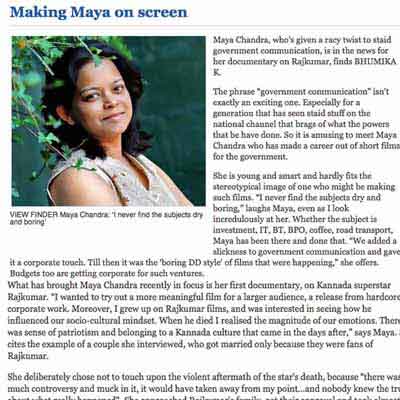 Making Maya on screen
Maya Chandra, who's given a racy twist to staid
government communication, is in the news for
her documentary on Rajkumar, finds BHUMIKA
K.
The phrase "government communication" isn't
exactly an exciting one. Especially for a
generation that has seen staid stuff on the
national channel that brags of what the powers
that be have done. So it is amusing to meet Maya
Chandra who has made a career out of short films
for the government.
She is young and smart and hardly fits the
stereotypical image of one who might be making
such films. "I never find the subjects dry and
boring," laughs Maya, even as I look
incredulously at her. Whether the subject is
investment, IT, BT, BPO, coffee, road transport,
Maya has been there and done that. "We added a
slickness to government communication and gave
VIEW FINDER Maya Chandra: 'I never find the subjects dry
and boring'
it a corporate touch. Till then it was the 'boring DD style' of films that were happening," she offers.
Budgets too are getting corporate for such ventures.
What has brought Maya Chandra recently in focus is her first documentary, on Kannada superstar
Rajkumar. "I wanted to try out a more meaningful film for a larger audience, a release from hardcore
corporate work. Moreover, I grew up on Rajkumar films, and was interested in seeing how he
influenced our socio-cultural mindset. When he died I realised the magnitude of our emotions. There
was sense of patriotism and belonging to a Kannada culture that came in the days after," says Maya.
cites the example of a couple she interviewed, who got married only because they were fans of
Rajkumar.
She deliberately chose not to touch upon the violent aftermath of the star's death, because "there was
much controversy and muck in it, it would have taken away from my point...and nobody knew the